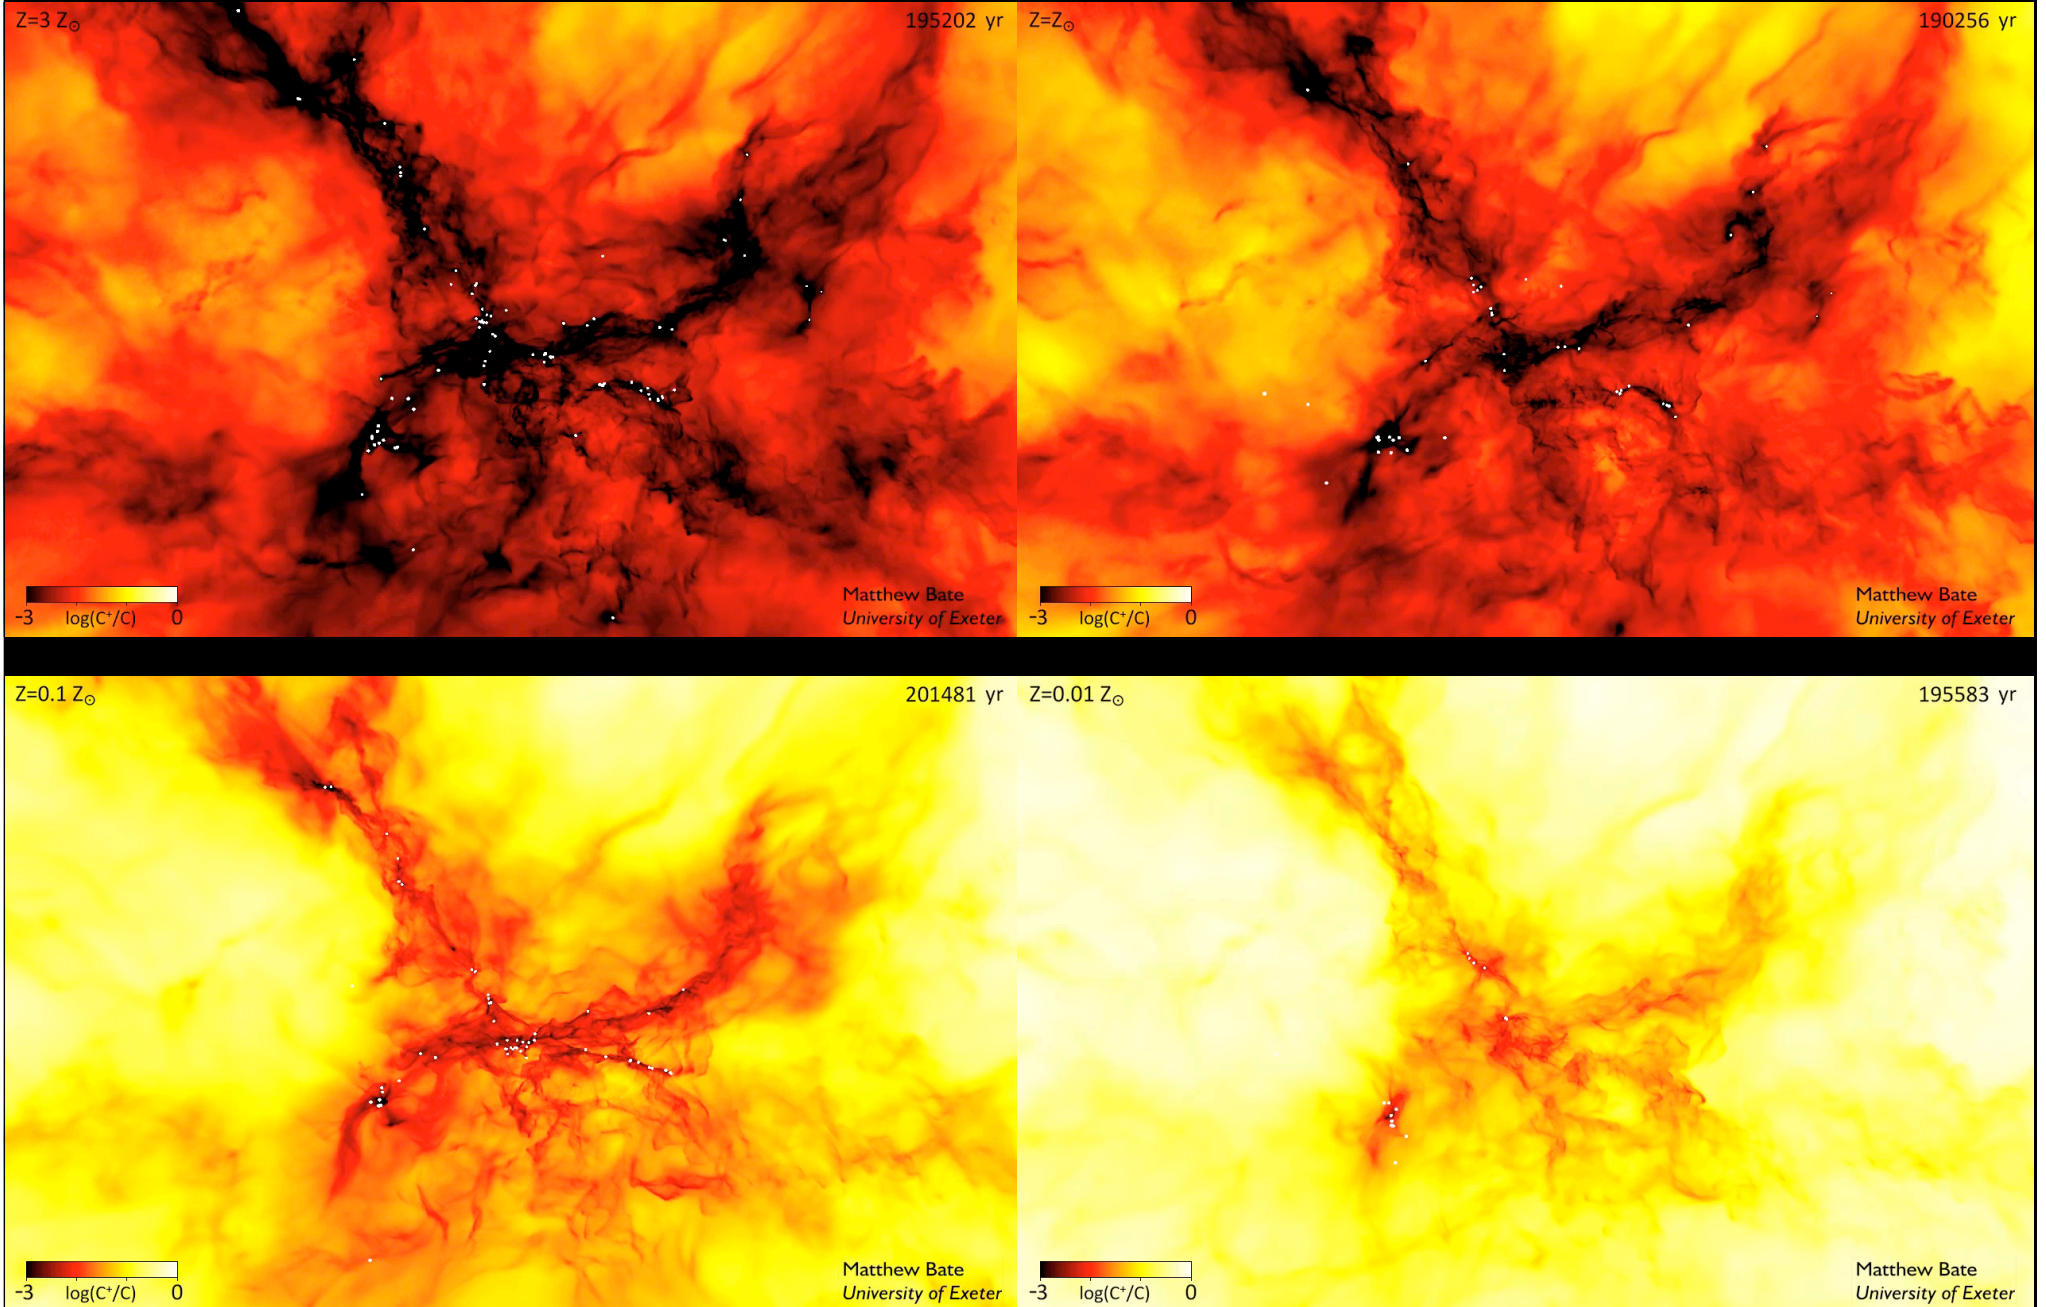 Z=3 Z☉ 195202 yr
Z=Z☉ 190256 yr
-3 log(C⁺/C) 0
Matthew Bate
University of Exeter
-3 log(C⁺/C) 0
Matthew Bate
University of Exeter
Z=0.1 Z☉ 201481 yr
Z=0.01 Z☉ 195583 yr
-3 log(C⁺/C) 0
Matthew Bate
University of Exeter
-3 log(C⁺/C) 0
Matthew Bate
University of Exeter